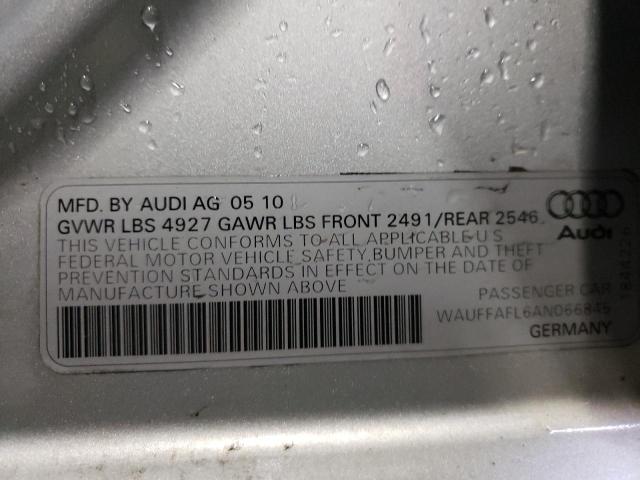 MFD. BY AUDI AG 05 10
GVWR LBS 4927 GAWR LBS FRONT 2491/REAR 2546
THIS VEHICLE CONFORMS TO ALL APPLICABLE U S
FEDERAL MOTOR VEHICLE SAFETY, BUMPER AND THEFT
PREVENTION STANDARDS IN EFFECT ON THE DATE OF
MANUFACTURE SHOWN ABOVE
Audi
PASSENGER CAR
WAUFFAFL6AN066845
GERMANY